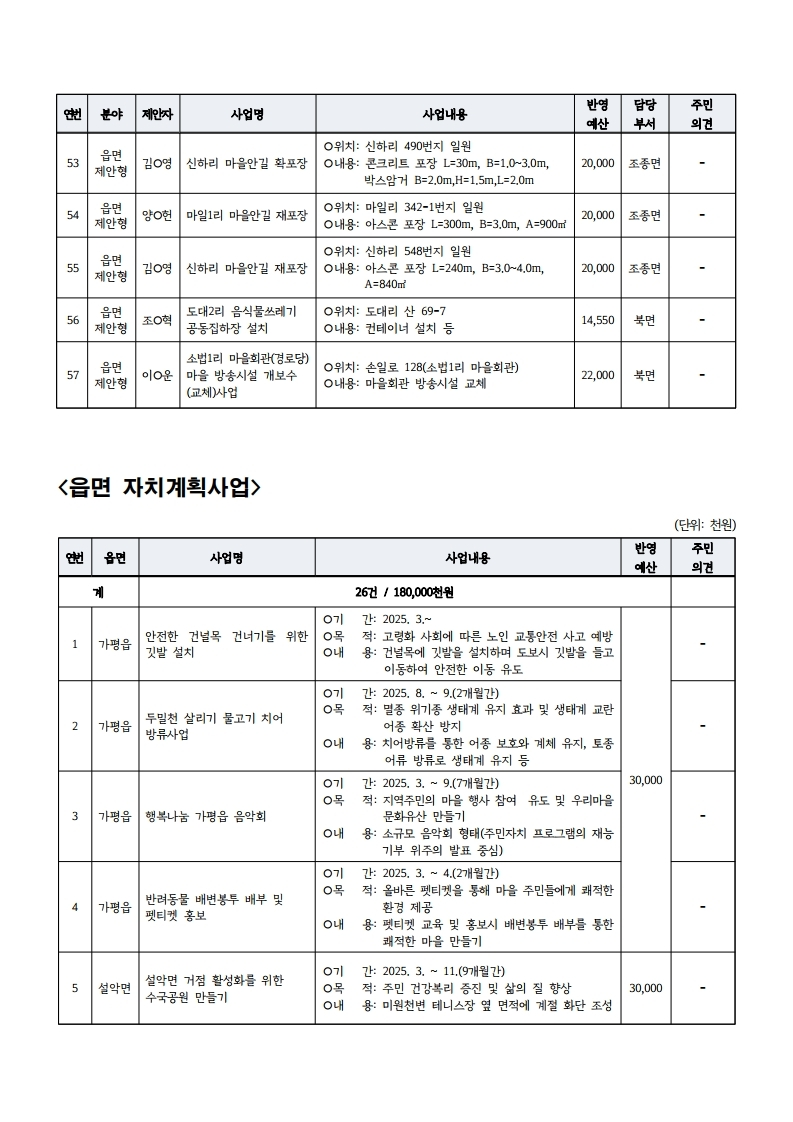 연번 분야 제안자 사업명 사업내용 반영 예산 담당 부서 주민 의견
53 읍면 제안형 김○영 신하리 마을안길 확포장 ○위치: 신하리 490번지 일원
○내용: 콘크리트 포장 L=30m, B=1.0~3.0m,
박스암거 B=2.0m,H=1.5m,L=2.0m 20,000 조종면 -
54 읍면 제안형 양○헌 마일1리 마을안길 재포장 ○위치: 마일리 342-1번지 일원
○내용: 아스콘 포장 L=300m, B=3.0m, A=900㎡ 20,000 조종면 -
55 읍면 제안형 김○영 신하리 마을안길 재포장 ○위치: 신하리 548번지 일원
○내용: 아스콘 포장 L=240m, B=3.0~4.0m,
A=840㎡ 20,000 조종면 -
56 읍면 제안형 조○혁 도대2리 음식물쓰레기 공동집하장 설치 ○위치: 도대리 산 69-7
○내용: 컨테이너 설치 등 14,550 북면 -
57 읍면 제안형 이○운 소법1리 마을회관(경로당) 마을 방송시설 개보수 (교체)사업 ○위치: 손일로 128(소법1리 마을회관)
○내용: 마을회관 방송시설 교체 22,000 북면 -
<읍면 자치계획사업>
(단위: 천원)
연번 읍면 사업명 사업내용 반영 예산 주민 의견
계 26건 / 180,000천원
1 가평읍 안전한 건널목 건너기를 위한 깃발 설치 ○기 간: 2025. 3.~
○목 적: 고령화 사회에 따른 노인 교통안전 사고 예방
○내 용: 건널목에 깃발을 설치하며 도보시 깃발을 들고
이동하여 안전한 이동 유도 -
2 가평읍 두밀천 살리기 물고기 치어 방류사업 ○기 간: 2025. 8. ~ 9.(2개월간)
○목 적: 멸종 위기종 생태계 유지 효과 및 생태계 교란
어종 확산 방지
○내 용: 치어방류를 통한 어종 보호와 계체 유지, 토종
어류 방류로 생태계 유지 등 -
30,000
3 가평읍 행복나눔 가평읍 음악회 ○기 간: 2025. 3. ~ 9.(7개월간)
○목 적: 지역주민의 마을 행사 참여 유도 및 우리마을
문화유산 만들기
○내 용: 소규모 음악회 형태(주민자치 프로그램의 재능
기부 위주의 발표 중심) -
4 가평읍 반려동물 배변봉투 배부 및 펫티켓 홍보 ○기 간: 2025. 3. ~ 4.(2개월간)
○목 적: 올바른 펫티켓을 통해 마을 주민들에게 쾌적한
환경 제공
○내 용: 펫티켓 교육 및 홍보시 배변봉투 배부를 통한
쾌적한 마을 만들기 -
5 설악면 설악면 거점 활성화를 위한 수국공원 만들기 ○기 간: 2025. 3. ~ 11.(9개월간)
○목 적: 주민 건강복리 증진 및 삶의 질 향상
○내 용: 미원천변 테니스장 옆 면적에 계절 화단 조성 30,000 -